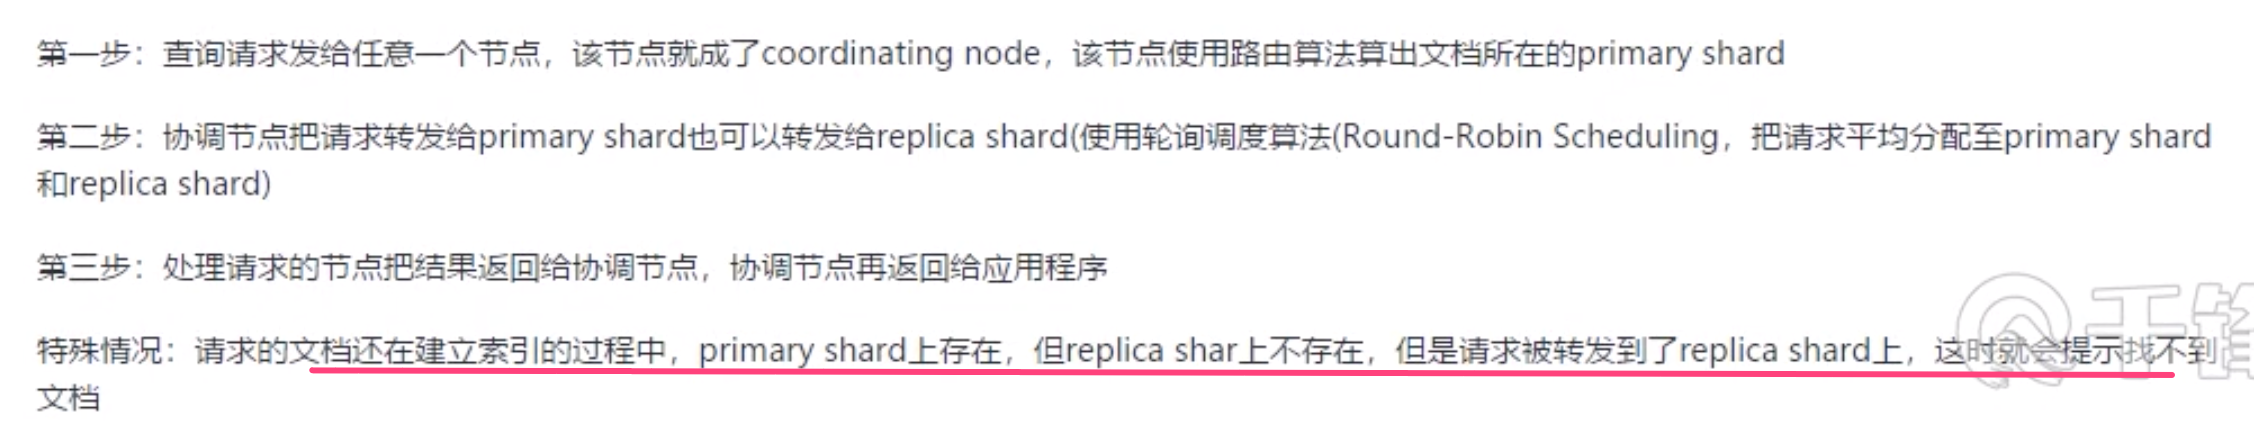 第一步：查询请求发给任意一个节点，该节点就成了coordinating node，该节点使用路由算法算出文档所在的primary shard
第二步：协调节点把请求转发给primary shard也可以转发给replica shard(使用轮询调度算法(Round-Robin Scheduling，把请求平均分配至primary shard
和replica shard)
第三步：处理请求的节点把结果返回给协调节点，协调节点再返回给应用程序
特殊情况：请求的文档还在建立索引的过程中，primary shard上存在，但replica shar上不存在，但是请求被转发到了replica shard上，这时就会提示找不到
文档
千锋